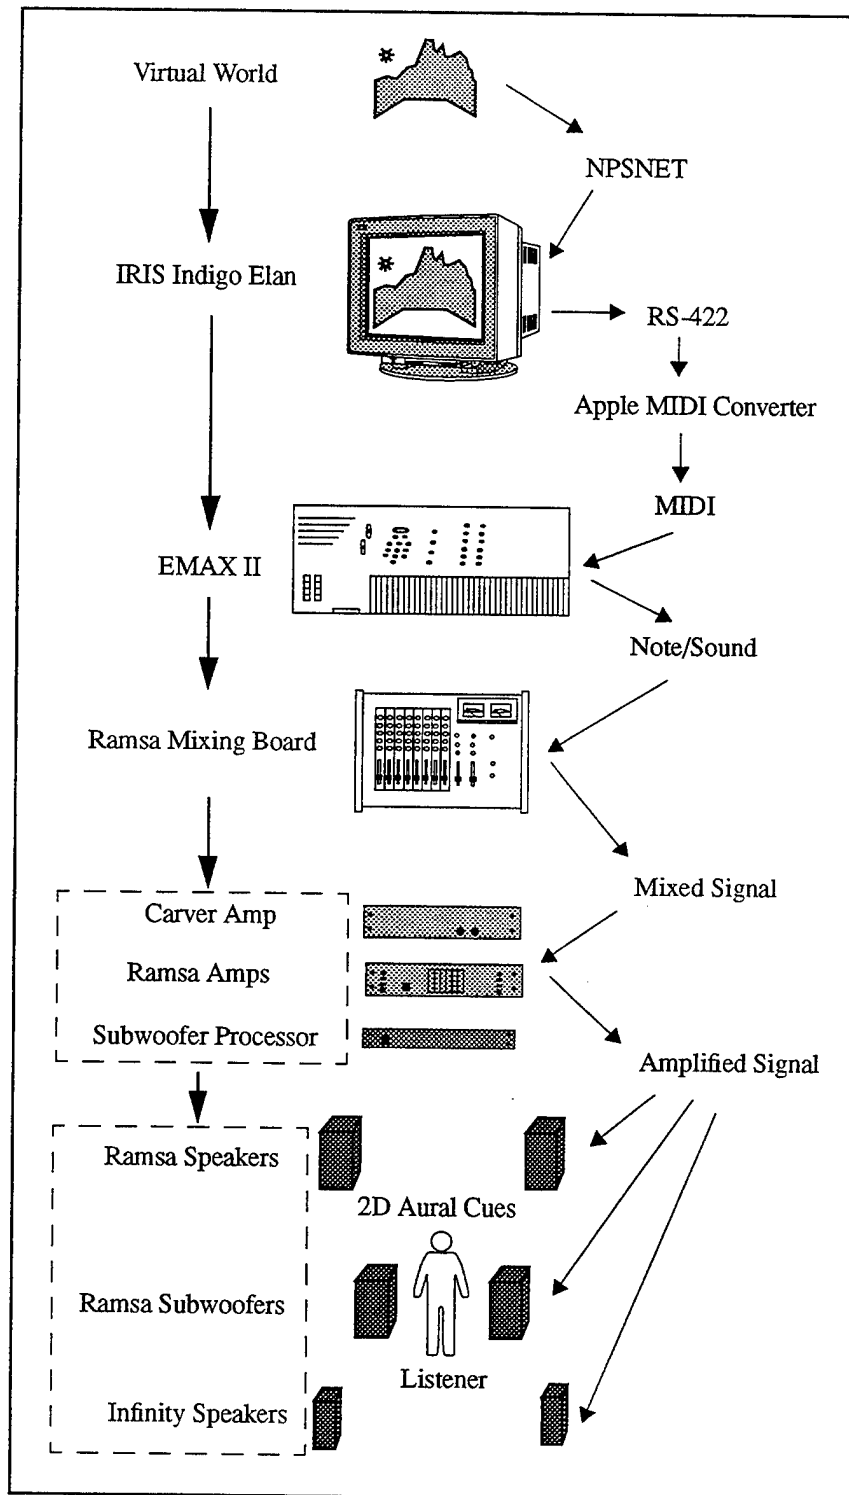 Virtual World
NPSNET
IRIS Indigo Elan
RS-422
Apple MIDI Converter
MIDI
EMAX II
Note/Sound
Ramsa Mixing Board
Mixed Signal
Carver Amp
Ramsa Amps
Subwoofer Processor
Amplified Signal
Ramsa Speakers
2D Aural Cues
Ramsa Subwoofers
Listener
Infinity Speakers